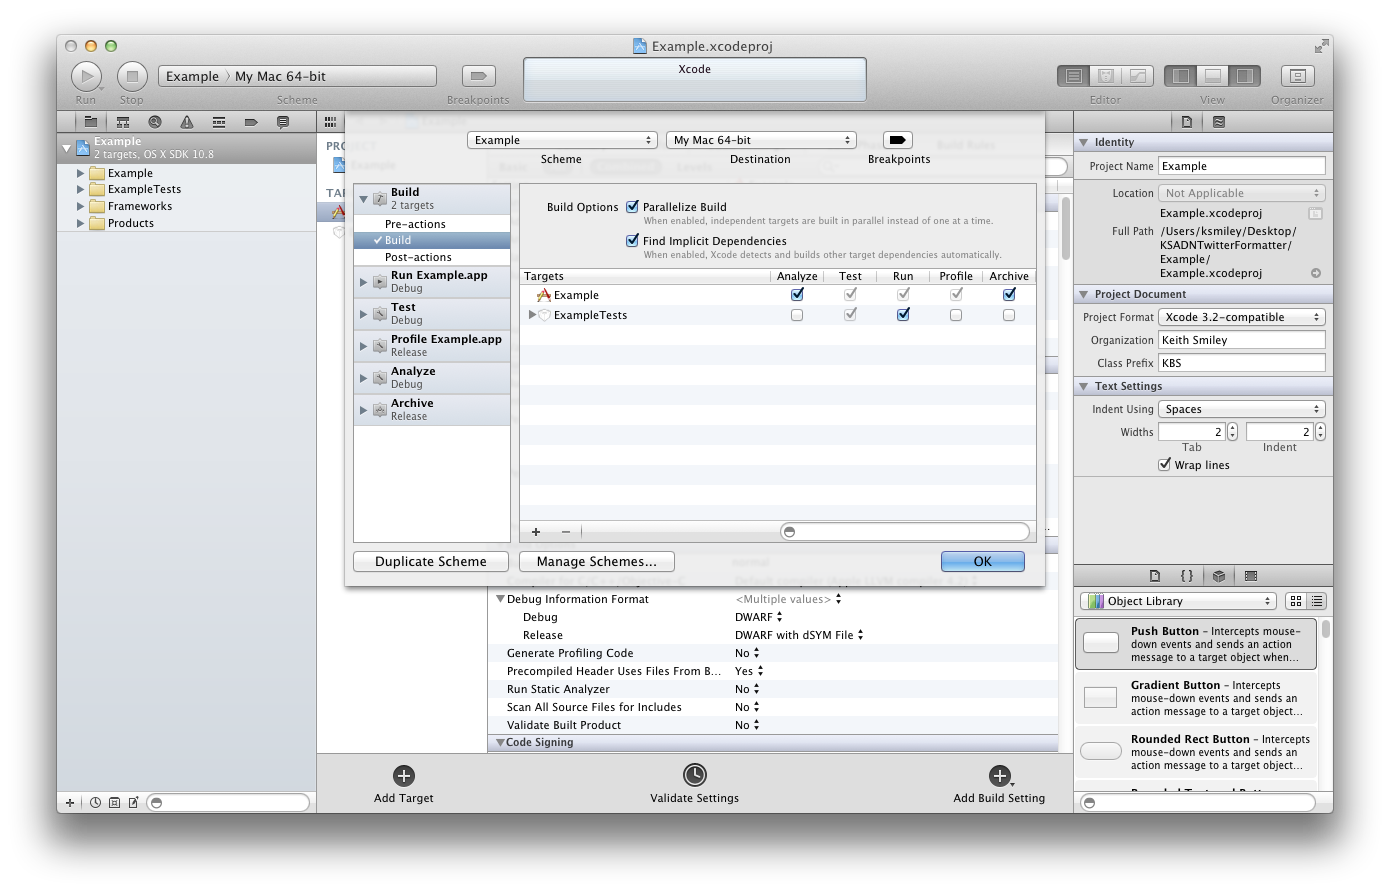 Example.xcodeproj
Example 〉My Mac 64-bit
Xcode
Run
Stop
Scheme
Breakpoints
Editor
View
Organizer
Example
2 targets, OS X SDK 10.8
Example
ExampleTests
Frameworks
Products
Example
My Mac 64-bit
Scheme
Destination
Breakpoints
Build
2 targets
Pre-actions
Build
Post-actions
Run Example.app
Debug
Test
Debug
Profile Example.app
Release
Analyze
Debug
Archive
Release
Build Options
Parallelize Build
When enabled, independent targets are built in parallel instead of one at a time.
Find Implicit Dependencies
When enabled, Xcode detects and builds other target dependencies automatically.
Targets Analyze Test Run Profile Archive
Example
ExampleTests
Duplicate Scheme
Manage Schemes...
OK
Debug Information Format <Multiple values>
Debug DWARF
Release DWARF with dSYM File
Generate Profiling Code No
Precompiled Header Uses Files From B... Yes
Run Static Analyzer No
Scan All Source Files for Includes No
Validate Built Product No
Code Signing
Add Target
Validate Settings
Add Build Setting
Identity
Project Name Example
Location Not Applicable
Example.xcodeproj
Full Path /Users/ksmiley/Desktop/
KSADNTwitterFormatter/
Example/
Example.xcodeproj
Project Document
Project Format Xcode 3.2-compatible
Organization Keith Smiley
Class Prefix KBS
Text Settings
Indent Using Spaces
Widths 2 2
Tab Indent
Wrap lines
Object Library
Push Button – Intercepts mouse-
down events and sends an action
message to a target object when...
Gradient Button – Intercepts
mouse-down events and sends an
action message to a target object...
Rounded Rect Button – Intercepts
mouse-down events and sends an
action message to a target object...